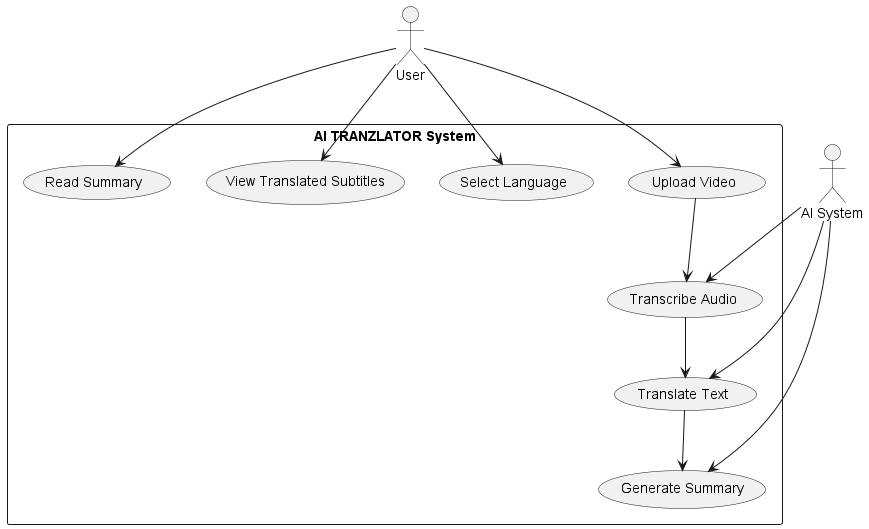 User
AI TRANZLATOR System
Read Summary
View Translated Subtitles
Select Language
Upload Video
AI System
Transcribe Audio
Translate Text
Generate Summary